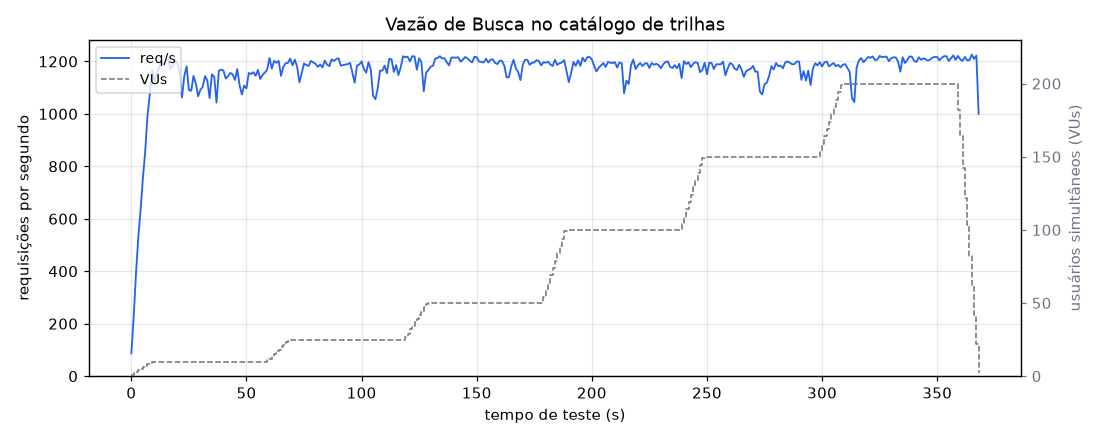 Vazão de Busca no catálogo de trilhas
req/s
VUs
requisições por segundo
1200
1000
800
600
400
200
0
usuários simultâneos (VUs)
200
150
100
50
0
0 50 100 150 200 250 300 350
tempo de teste (s)